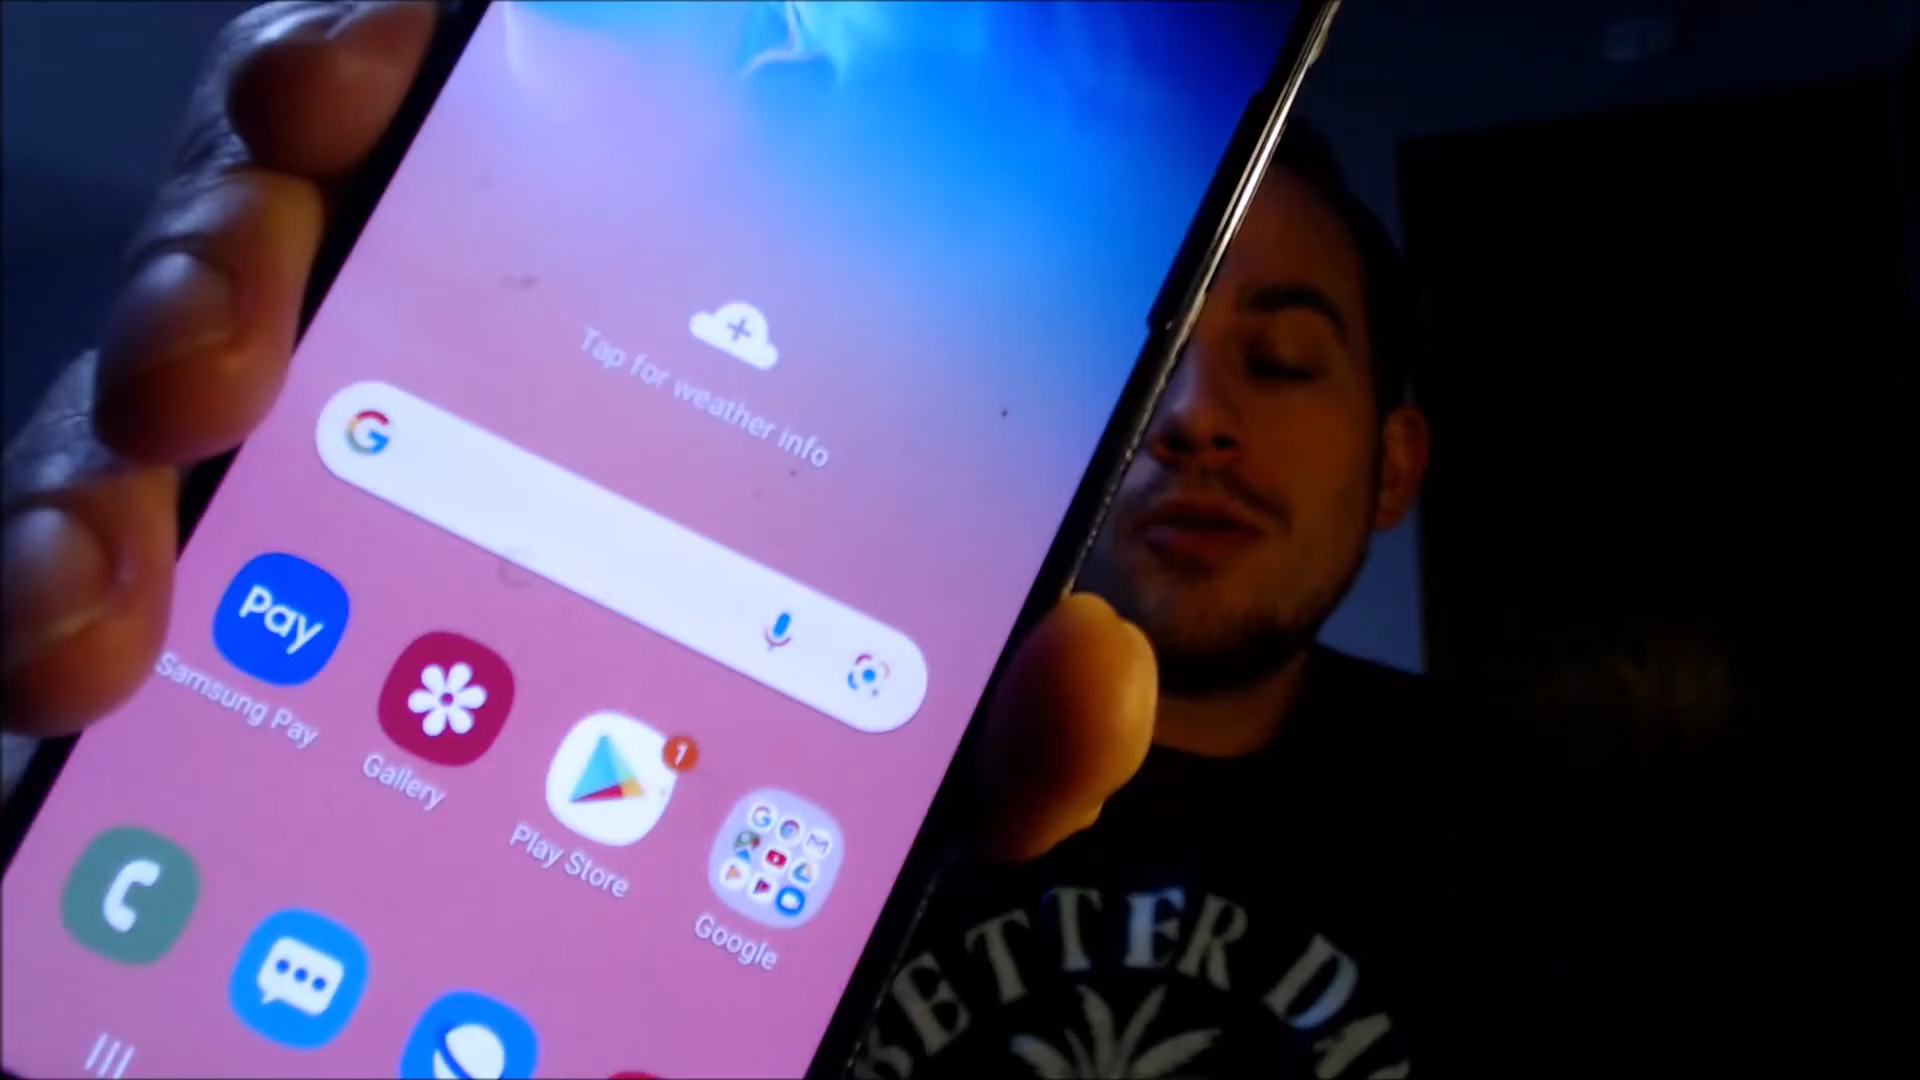 Tap for weather info
Pay
Samsung Pay
Gallery
1
Play Store
Google
BETTER DA